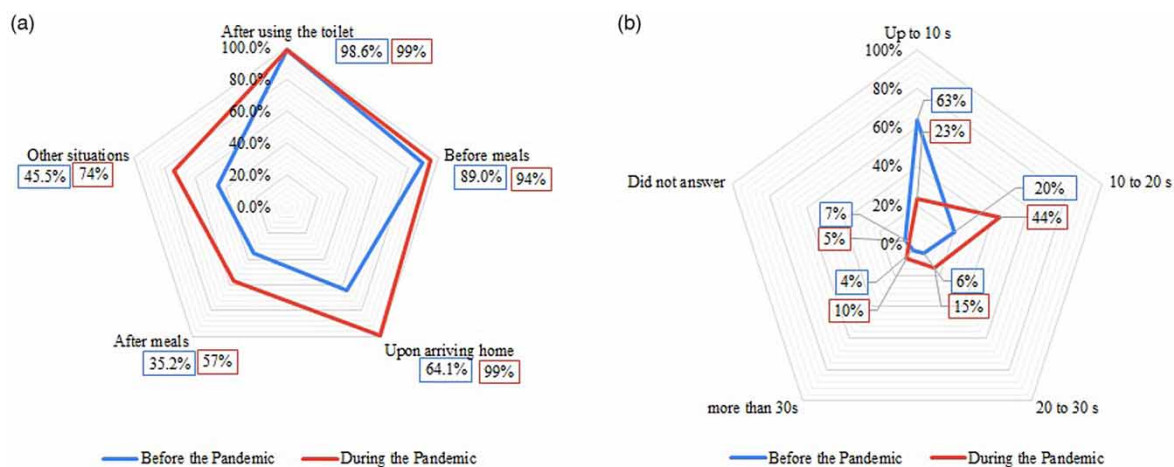 (a)
After using the toilet
98.6% 99%
100.0%
80.0%
60.0%
40.0%
20.0%
0.0%
Other situations
45.5% 74%
Before meals
89.0% 94%
After meals
35.2% 57%
Upon arriving home
64.1% 99%
Before the Pandemic During the Pandemic
(b)
Up to 10 s
100%
80%
60%
40%
20%
0%
63%
23%
Did not answer
10 to 20 s
20%
44%
7%
5%
4%
10%
6%
15%
more than 30s
20 to 30 s
Before the Pandemic During the Pandemic